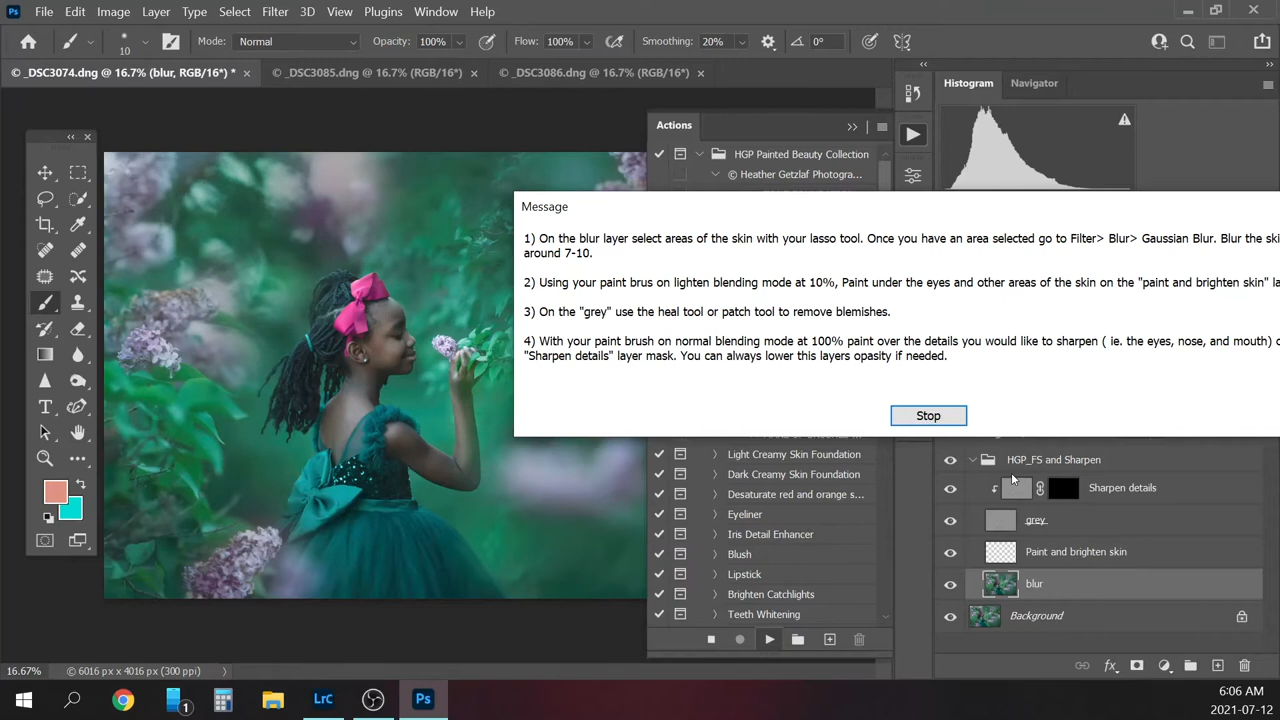 File Edit Image Layer Type Select Filter 3D View Plugins Window Help
10 Mode: Normal Opacity: 100% Flow: 100% Smoothing: 20% 0°
© _DSC3074.dng @ 16.7% (blur, RGB/16*) * © _DSC3085.dng @ 16.7% (RGB/16*) © _DSC3086.dng @ 16.7% (RGB/16*)
Histogram Navigator
Actions
HGP Painted Beauty Collection
© Heather Getzlaf Photogra...
Message
1) On the blur layer select areas of the skin with your lasso tool. Once you have an area selected go to Filter> Blur> Gaussian Blur. Blur the ski
around 7-10.
2) Using your paint brus on lighten blending mode at 10%, Paint under the eyes and other areas of the skin on the "paint and brighten skin" la
3) On the "grey" use the heal tool or patch tool to remove blemishes.
4) With your paint brush on normal blending mode at 100% paint over the details you would like to sharpen ( ie. the eyes, nose, and mouth) o
"Sharpen details" layer mask. You can always lower this layers opasity if needed.
Stop
Light Creamy Skin Foundation
Dark Creamy Skin Foundation
Desaturate red and orange s...
Eyeliner
Iris Detail Enhancer
Blush
Lipstick
Brighten Catchlights
Teeth Whitening
HGP_FS and Sharpen
Sharpen details
grey
Paint and brighten skin
blur
Background
16.67% © 6016 px x 4016 px (300 ppi)
1 LrC Ps
6:06 AM
2021-07-12